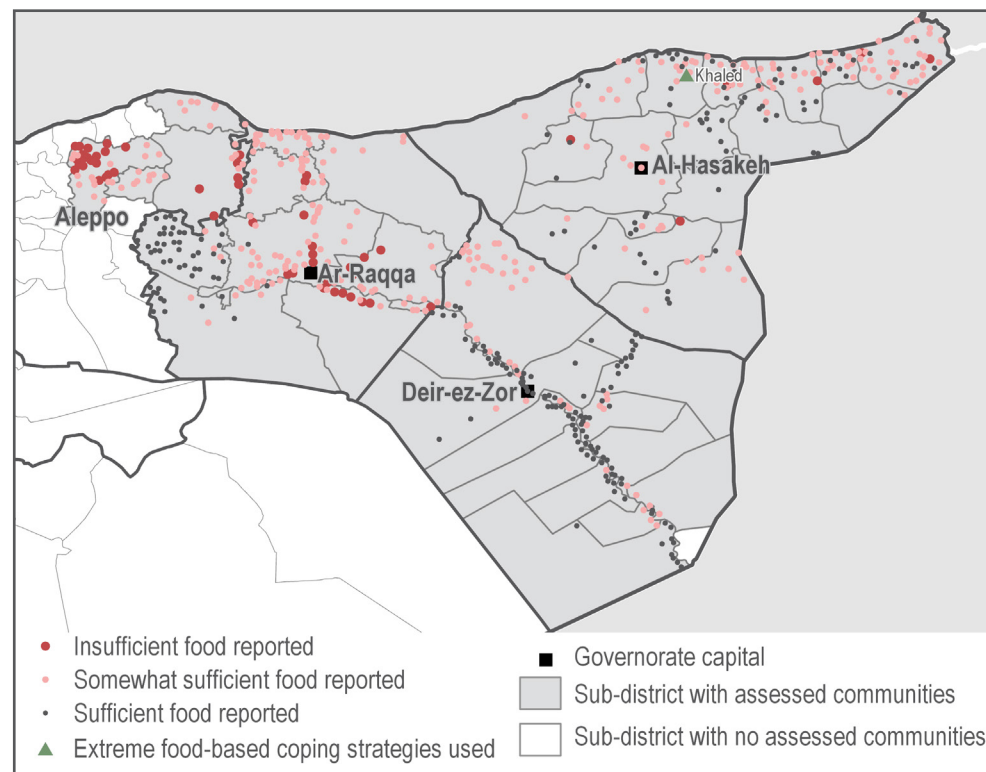 Khaled
Al-Hasakeh
Aleppo
Ar-Raqqa
Deir-ez-Zor
Insufficient food reported
Somewhat sufficient food reported
Sufficient food reported
Extreme food-based coping strategies used
Governorate capital
Sub-district with assessed communities
Sub-district with no assessed communities